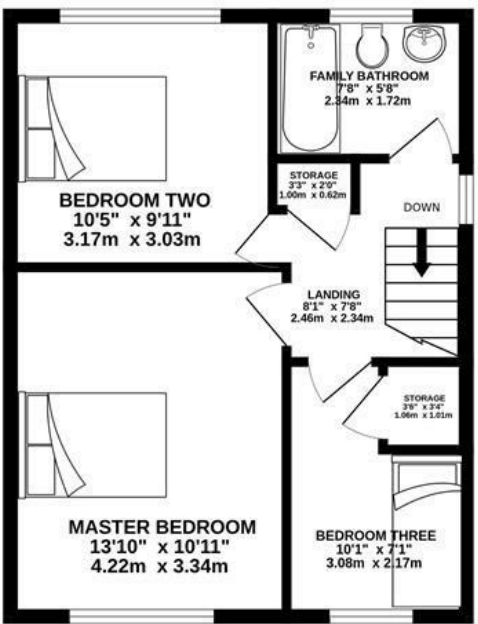 FAMILY BATHROOM
7'8" x 5'8"
2.34m x 1.72m
STORAGE
3'3" x 2'0"
1.00m x 0.62m
BEDROOM TWO
10'5" x 9'11"
3.17m x 3.03m
DOWN
LANDING
8'1" x 7'8"
2.46m x 2.34m
STORAGE
3'6" x 3'4"
1.06m x 1.01m
MASTER BEDROOM
13'10" x 10'11"
4.22m x 3.34m
BEDROOM THREE
10'1" x 7'1"
3.08m x 2.17m